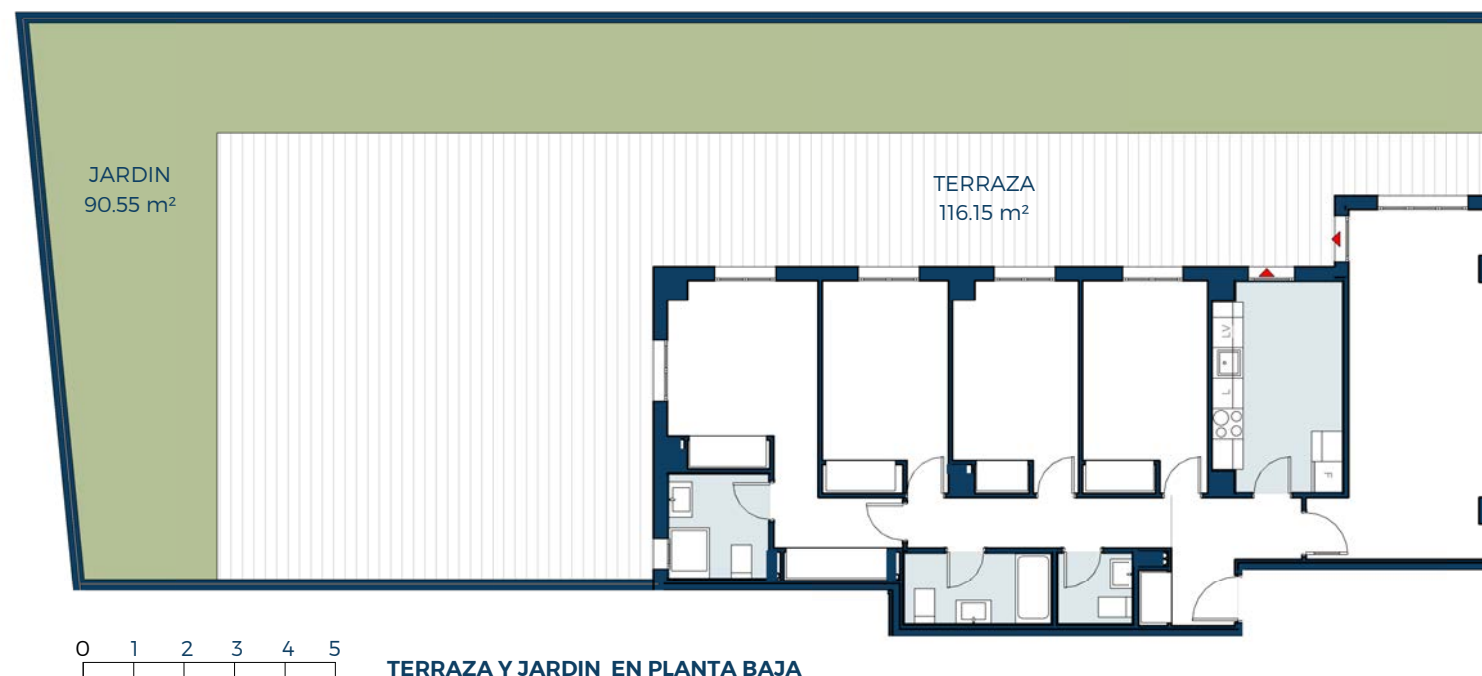 JARDIN
90.55 m²
TERRAZA
116.15 m²
LV
L
F
0 1 2 3 4 5
TERRAZA Y JARDIN EN PLANTA BAJA